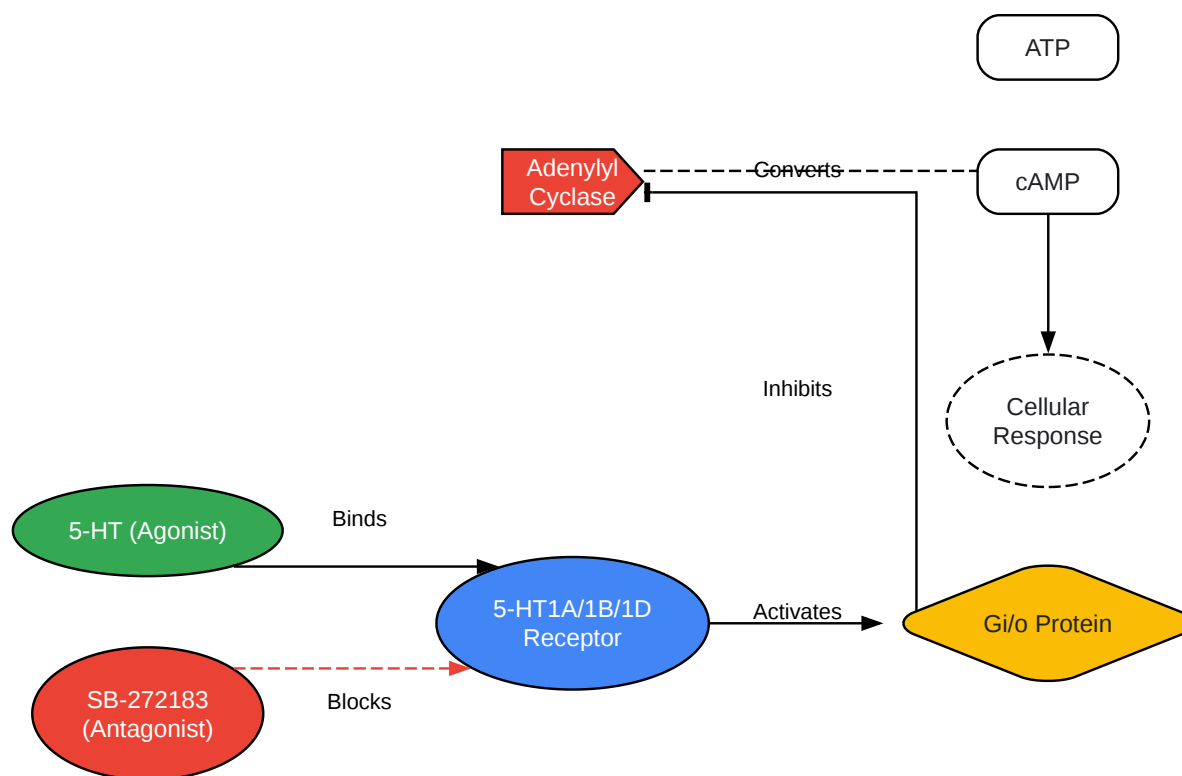 ATP
Adenylyl
Cyclase
Converts
cAMP
Inhibits
Cellular
Response
5-HT (Agonist)
Binds
5-HT1A/1B/1D
Receptor
Activates
Gi/o Protein
SB-272183
(Antagonist)
Blocks